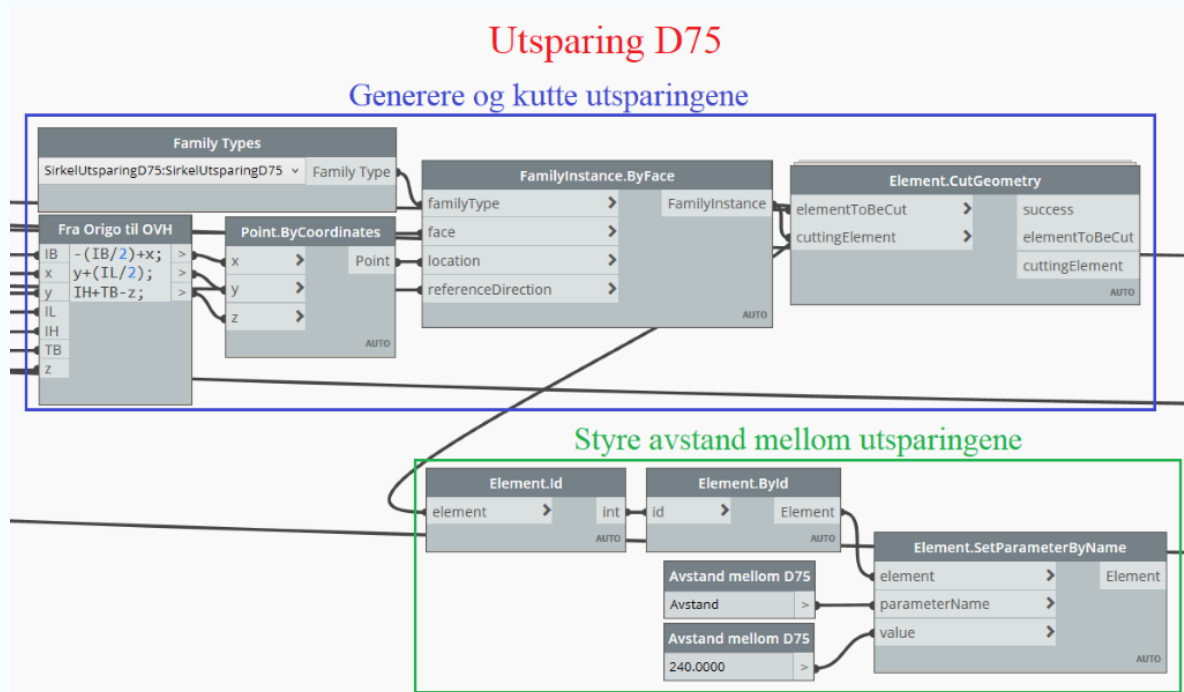 Utsparing D75
Generere og kutte utsparingene
Family Types
SirkelUtsparingD75:SirkelUtsparingD75
Family Type
Fra Origo til OVH
IB -(IB/2)+x; >
x y+(IL/2); >
y IH+TB-z; >
IL
IH
TB
z
Point.ByCoordinates
x > Point
y >
z >
AUTO
FamilyInstance.ByFace
familyType > FamilyInstance
face >
location >
referenceDirection >
AUTO
Element.CutGeometry
elementToBeCut > success
cuttingElement > elementToBeCut
cuttingElement
AUTO
Styre avstand mellom utsparingene
Element.Id
element > int
AUTO
Element.ById
id > Element
AUTO
Avstand mellom D75
Avstand >
Avstand mellom D75
240.0000 >
Element.SetParameterByName
element > Element
parameterName >
value >
AUTO